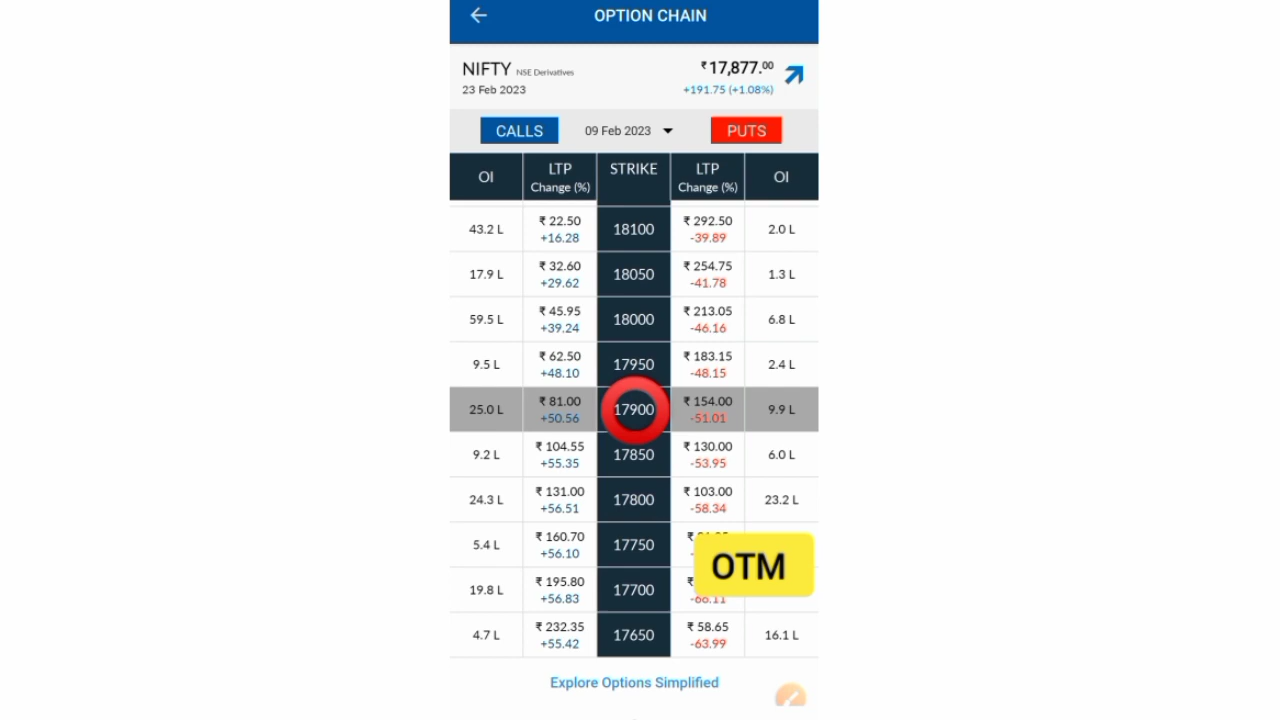 OPTION CHAIN
NIFTY NSE Derivatives ₹17,877.00
23 Feb 2023 +191.75 (+1.08%)
CALLS 09 Feb 2023 PUTS
OI LTP Change (%) STRIKE LTP Change (%) OI
43.2 L ₹ 22.50 18100 ₹ 292.50 2.0 L
+16.28 -39.89
17.9 L ₹ 32.60 18050 ₹ 254.75 1.3 L
+29.62 -41.78
59.5 L ₹ 45.95 18000 ₹ 213.05 6.8 L
+39.24 -46.16
9.5 L ₹ 62.50 17950 ₹ 183.15 2.4 L
+48.10 -48.15
25.0 L ₹ 81.00 17900 ₹ 154.00 9.9 L
+50.56 -51.01
9.2 L ₹ 104.55 17850 ₹ 130.00 6.0 L
+55.35 -53.95
24.3 L ₹ 131.00 17800 ₹ 103.00 23.2 L
+56.51 -58.34
5.4 L ₹ 160.70 17750 ₹
+56.10
OTM
19.8 L ₹ 195.80 17700 ₹
+56.83
4.7 L ₹ 232.35 17650 ₹ 58.65 16.1 L
+55.42 -63.99
Explore Options Simplified